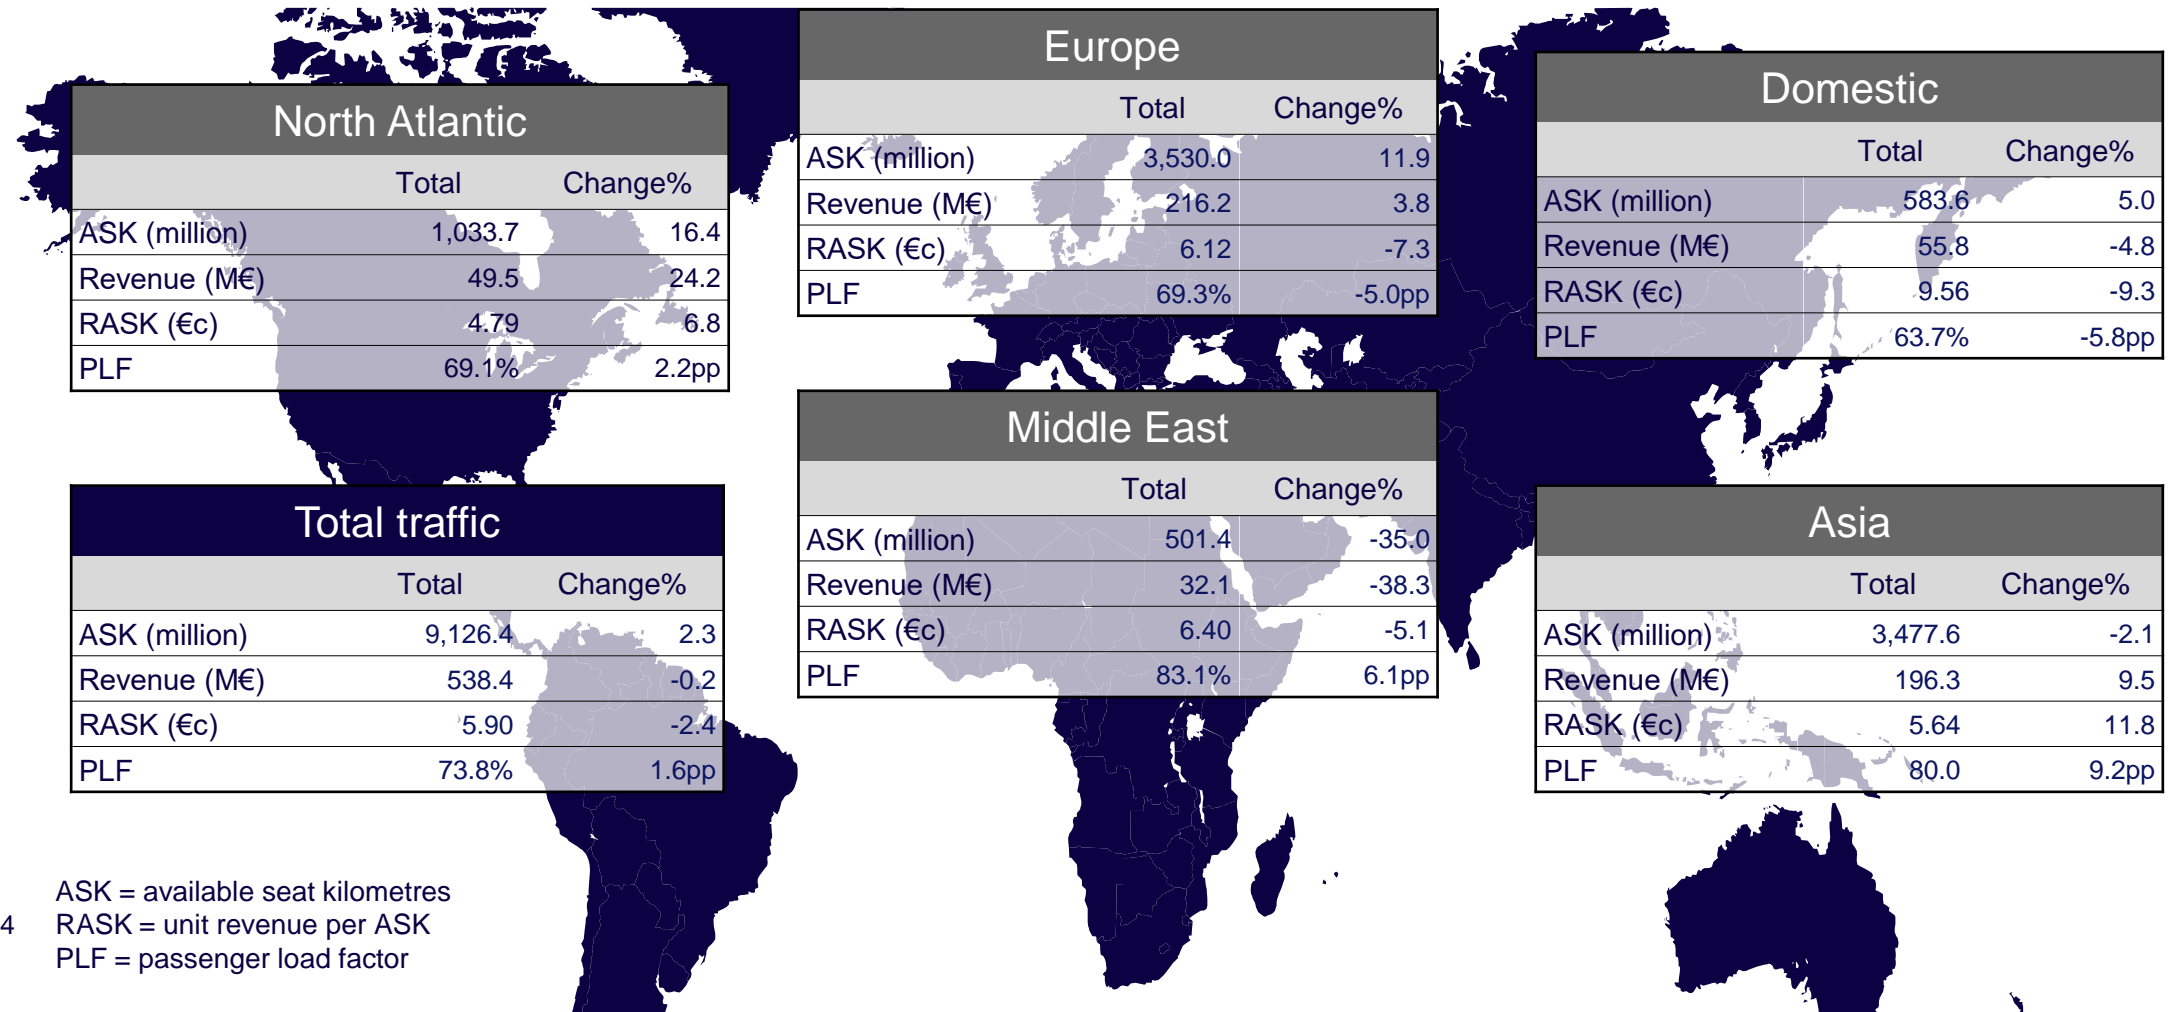 North Atlantic
Total Change%
ASK (million) 1,033.7 16.4
Revenue (M€) 49.5 24.2
RASK (€c) 4.79 6.8
PLF 69.1% 2.2pp
Europe
Total Change%
ASK (million) 3,530.0 11.9
Revenue (M€) 216.2 3.8
RASK (€c) 6.12 -7.3
PLF 69.3% -5.0pp
Domestic
Total Change%
ASK (million) 583.6 5.0
Revenue (M€) 55.8 -4.8
RASK (€c) 9.56 -9.3
PLF 63.7% -5.8pp
Total traffic
Total Change%
ASK (million) 9,126.4 2.3
Revenue (M€) 538.4 -0.2
RASK (€c) 5.90 -2.4
PLF 73.8% 1.6pp
Middle East
Total Change%
ASK (million) 501.4 -35.0
Revenue (M€) 32.1 -38.3
RASK (€c) 6.40 -5.1
PLF 83.1% 6.1pp
Asia
Total Change%
ASK (million) 3,477.6 -2.1
Revenue (M€) 196.3 9.5
RASK (€c) 5.64 11.8
PLF 80.0 9.2pp
ASK = available seat kilometres
4 RASK = unit revenue per ASK
PLF = passenger load factor